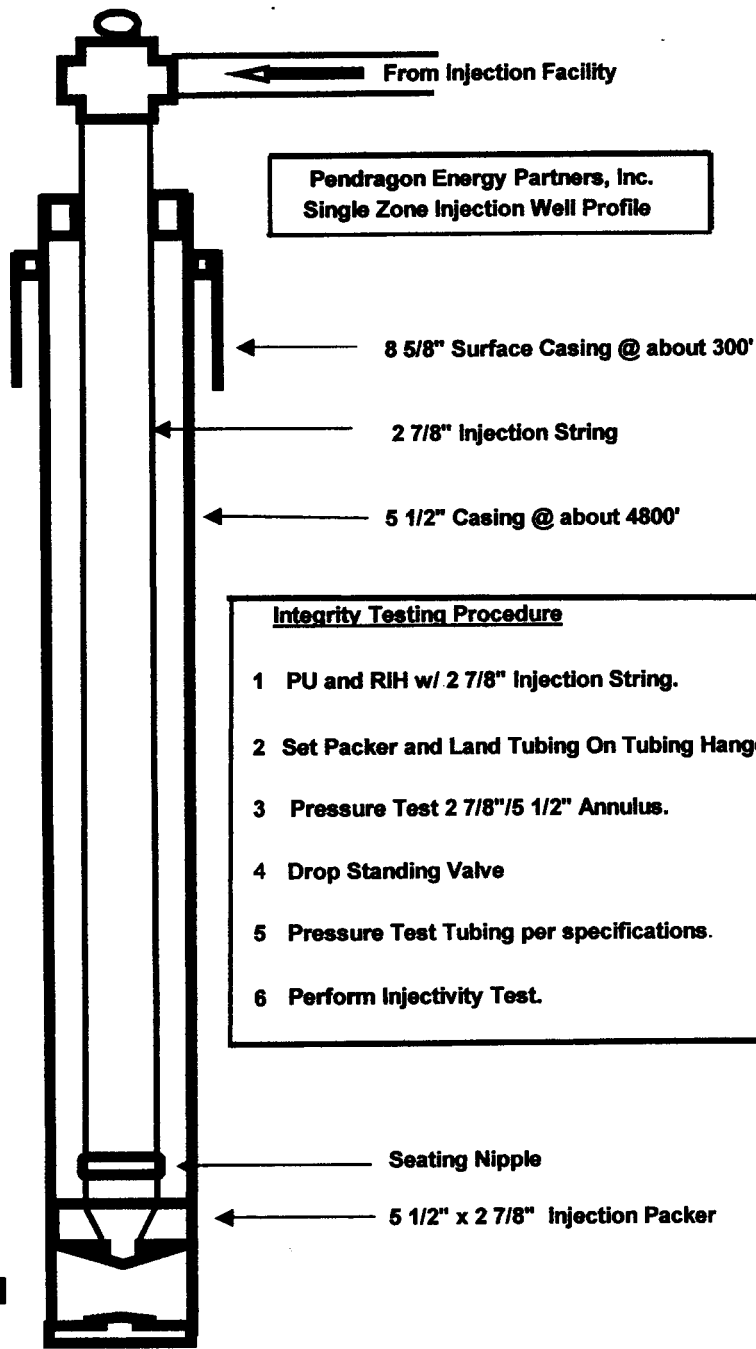 From Injection Facility
Pendragon Energy Partners, Inc.
Single Zone Injection Well Profile
8 5/8" Surface Casing @ about 300'
2 7/8" Injection String
5 1/2" Casing @ about 4800'
Integrity Testing Procedure
1 PU and RIH w/ 2 7/8" Injection String.
2 Set Packer and Land Tubing On Tubing Hange
3 Pressure Test 2 7/8"/5 1/2" Annulus.
4 Drop Standing Valve
5 Pressure Test Tubing per specifications.
6 Perform Injectivity Test.
Seating Nipple
5 1/2" x 2 7/8" Injection Packer